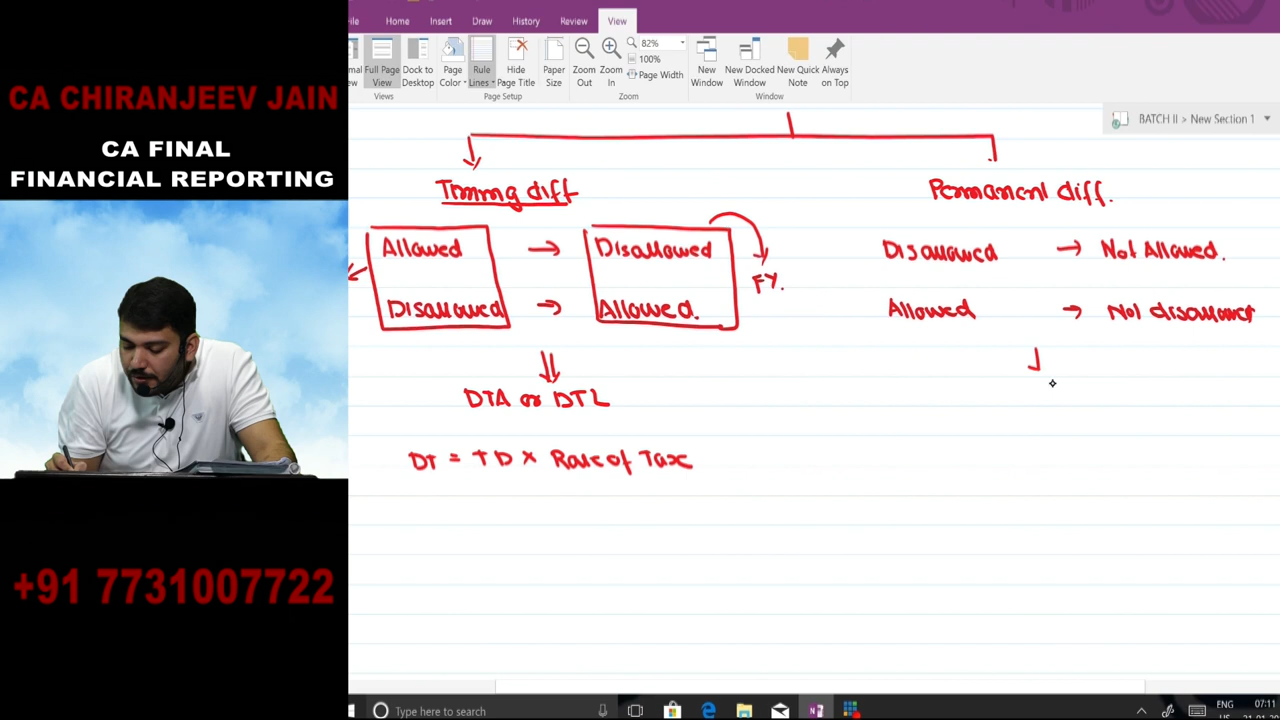 CA CHIRANJEEV JAIN
CA FINAL
FINANCIAL REPORTING
+91 7731007722
File Home Insert Draw History Review View
Full Page View
Dock to Desktop
Page Color
Rule Lines
Hide Page Title
Paper Size
Zoom Out
Zoom In
82%
100%
Page Width
New Window
New Docked Window
New Quick Note
Always on Top
Views Page Setup Zoom Window
BATCH II > New Section 1
Timing diff Permanent diff.
Allowed → Disallowed Disallowed → Not Allowed.
FY.
Disallowed → Allowed. Allowed → Not disallowed
DTA or DTL
DT = TD × Rate of Tax
Type here to search
ENG 07:11